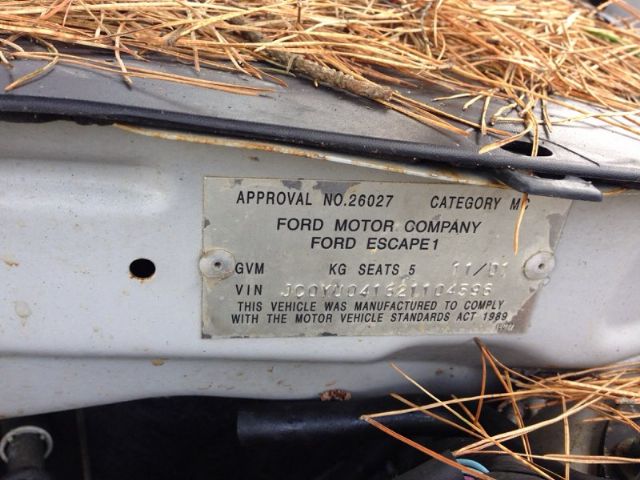 APPROVAL NO.26027 CATEGORY MC
FORD MOTOR COMPANY
FORD ESCAPE1
GVM KG SEATS 5 11/01
VIN
THIS VEHICLE WAS MANUFACTURED TO COMPLY
WITH THE MOTOR VEHICLE STANDARDS ACT 1989